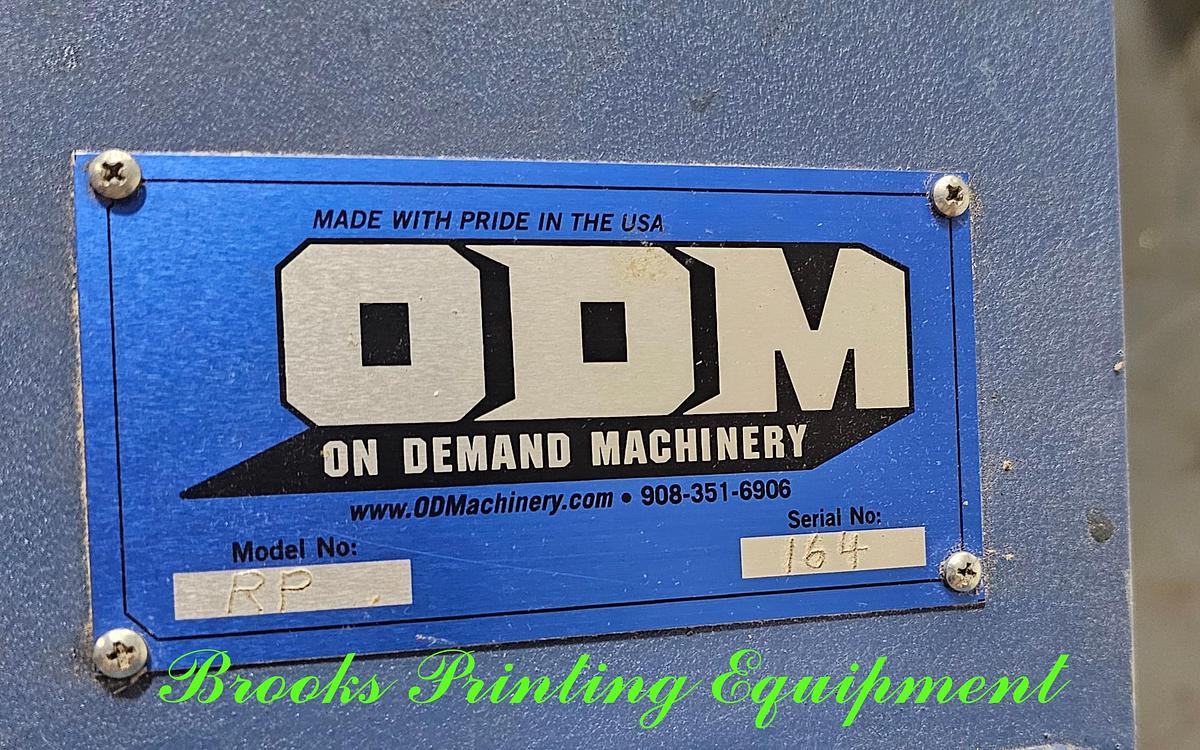 MADE WITH PRIDE IN THE USA
ODM
ON DEMAND MACHINERY
www.ODMachinery.com • 908-351-6906
Model No:
Serial No:
RP
164
Brooks Printing Equipment